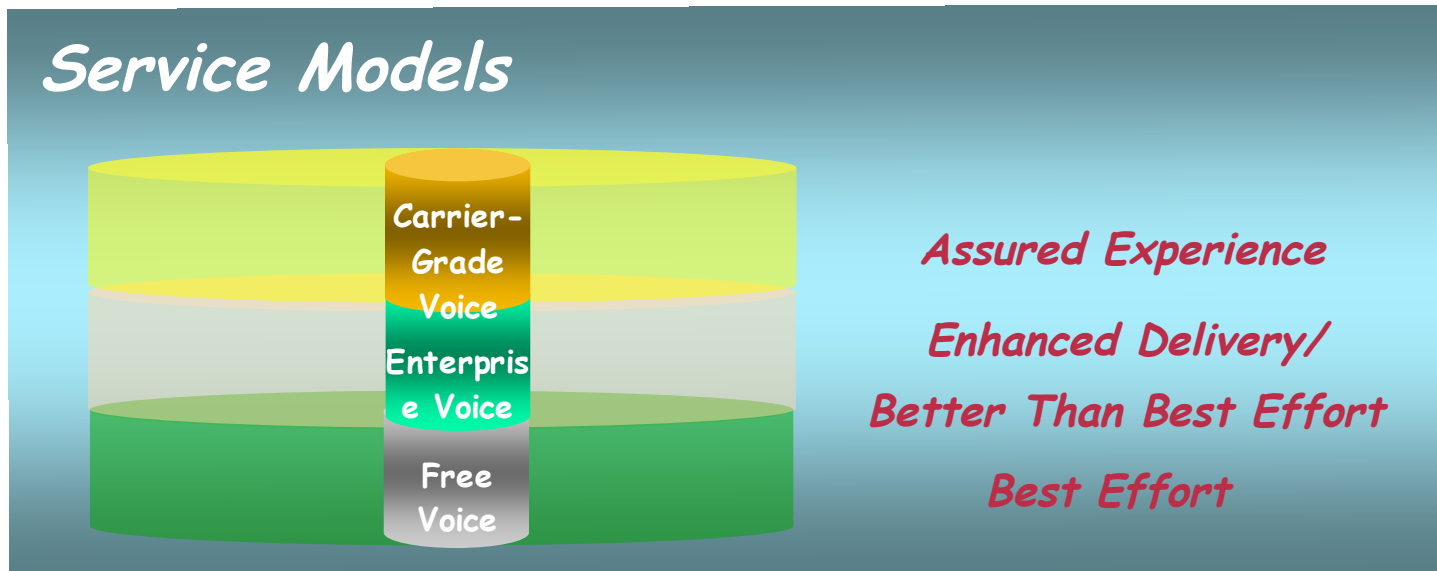 Service Models
Carrier-
Grade
Voice
Enterpris
e Voice
Free
Voice
Assured Experience
Enhanced Delivery/
Better Than Best Effort
Best Effort